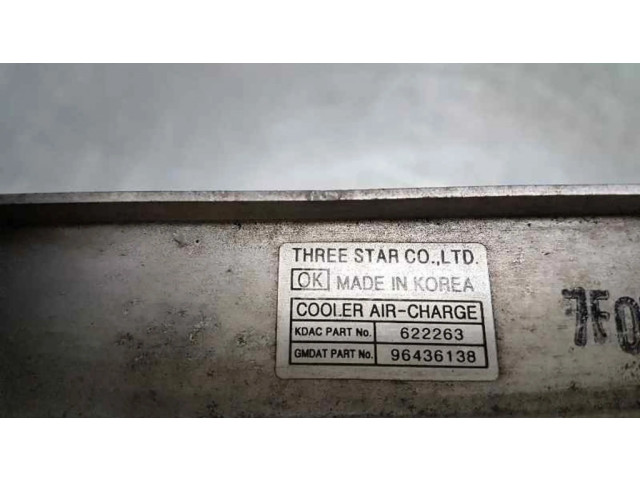 THREE STAR CO.,LTD.
OK MADE IN KOREA
COOLER AIR-CHARGE
KDAC PART No. 622263
GMDAT PART No. 96436138
7F0